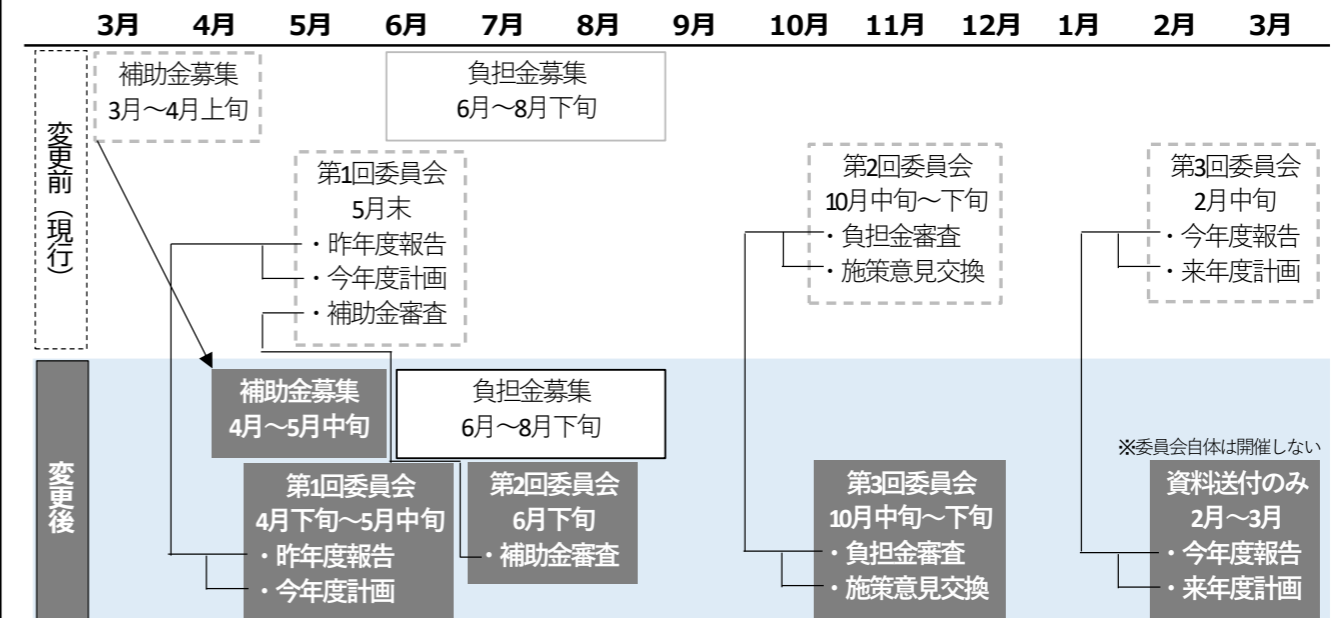 3月 4月 5月 6月 7月 8月 9月 10月 11月 12月 1月 2月 3月
変更前（現行）
補助金募集
3月～4月上旬
負担金募集
6月～8月下旬
第1回委員会
5月末
・昨年度報告
・今年度計画
・補助金審査
第2回委員会
10月中旬～下旬
・負担金審査
・施策意見交換
第3回委員会
2月中旬
・今年度報告
・来年度計画
変更後
補助金募集
4月～5月中旬
負担金募集
6月～8月下旬
第1回委員会
4月下旬～5月中旬
・昨年度報告
・今年度計画
第2回委員会
6月下旬
・補助金審査
第3回委員会
10月中旬～下旬
・負担金審査
・施策意見交換
※委員会自体は開催しない
資料送付のみ
2月～3月
・今年度報告
・来年度計画